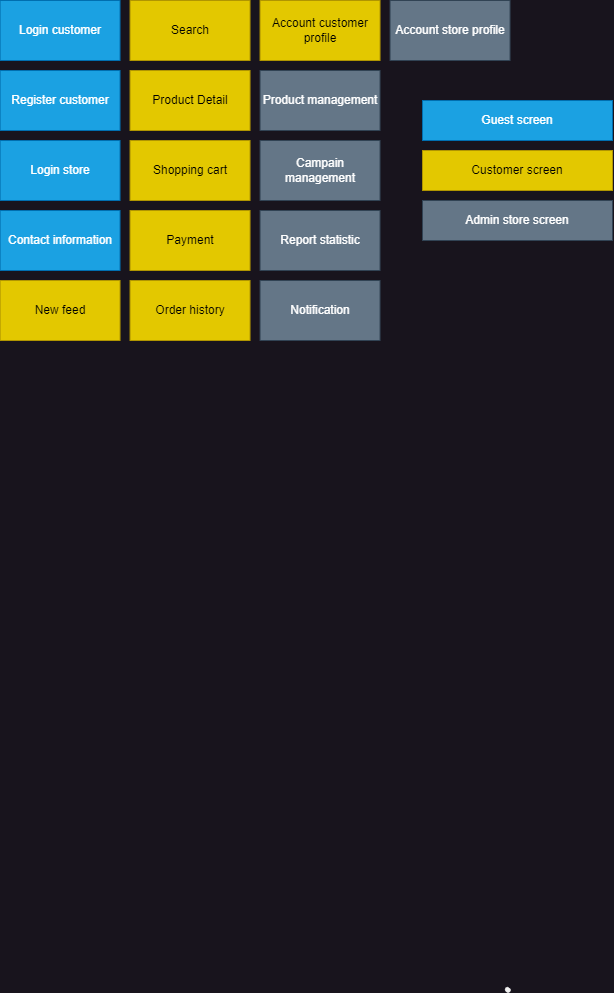 Login customer
Search
Account customer
profile
Account store profile
Register customer
Product Detail
Product management
Guest screen
Login store
Shopping cart
Campain
management
Customer screen
Contact information
Payment
Report statistic
Admin store screen
New feed
Order history
Notification